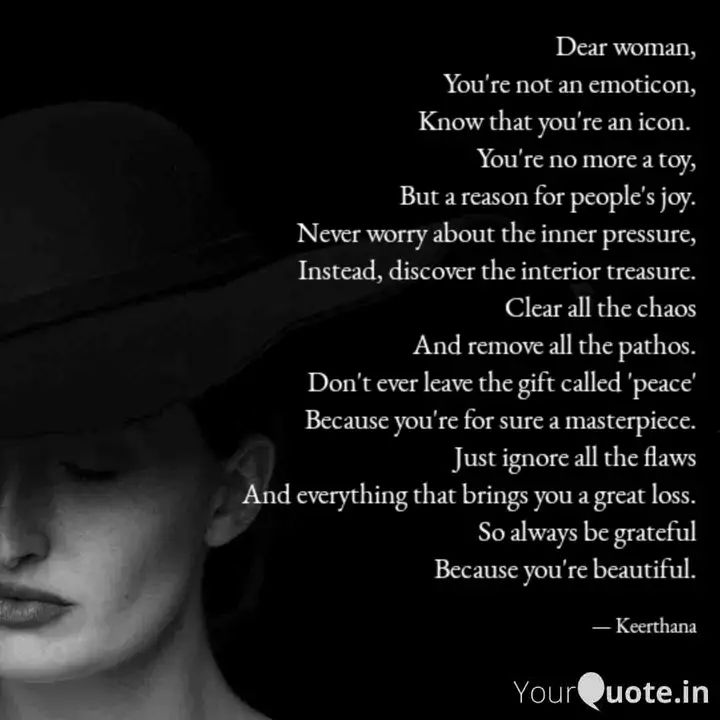 Dear woman,
You're not an emoticon,
Know that you're an icon.
You're no more a toy,
But a reason for people's joy.
Never worry about the inner pressure,
Instead, discover the interior treasure.
Clear all the chaos
And remove all the pathos.
Don't ever leave the gift called 'peace'
Because you're for sure a masterpiece.
Just ignore all the flaws
And everything that brings you a great loss.
So always be grateful
Because you're beautiful.
— Keerthana
YourQuote.in